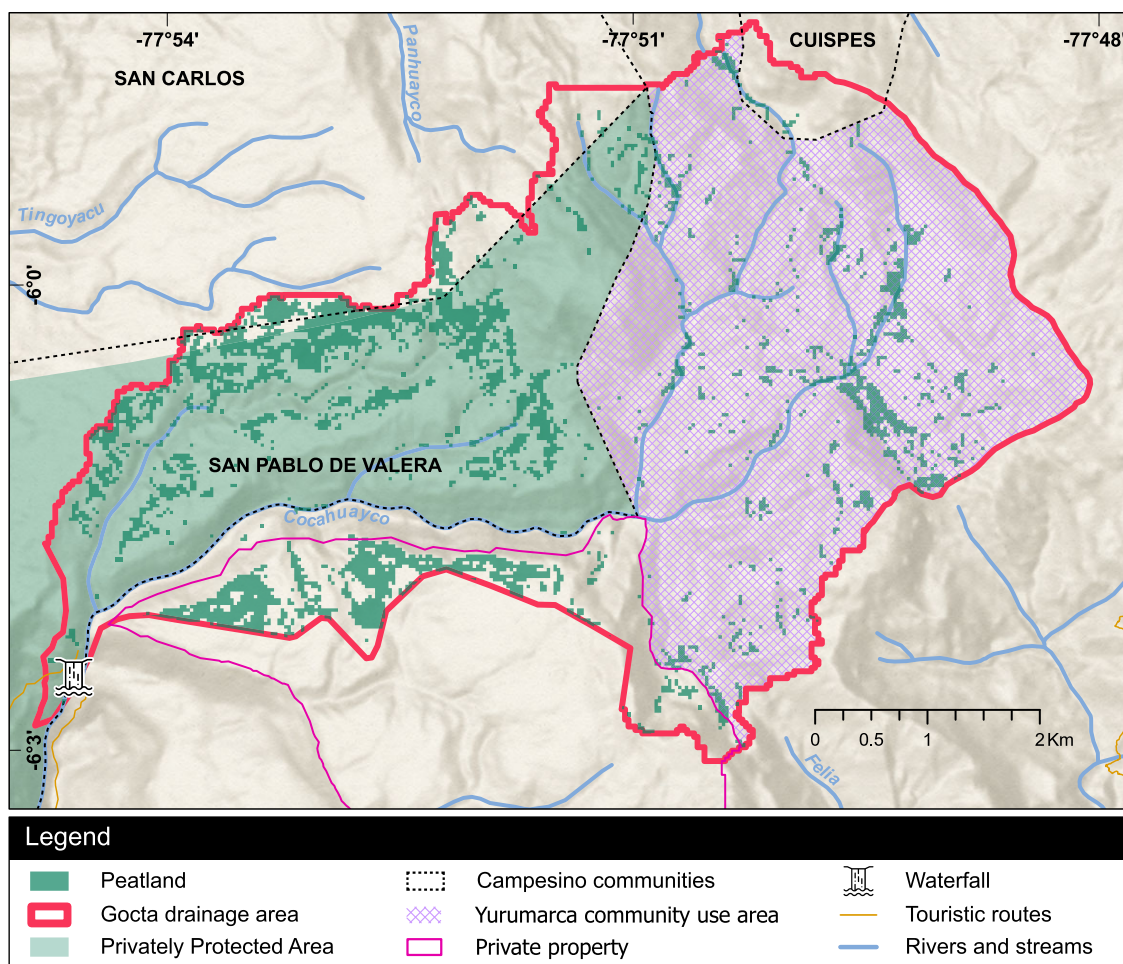 -77°54'
-77°51'
-77°48'
CUISPES
SAN CARLOS
Panhuayco
Tingoyacu
-6°0'
SAN PABLO DE VALERA
Cocahuayco
-6°3'
0 0.5 1 2 Km
Felia
Legend
Peatland
Campesino communities
Waterfall
Gocta drainage area
Yurumarca community use area
Touristic routes
Privately Protected Area
Private property
Rivers and streams